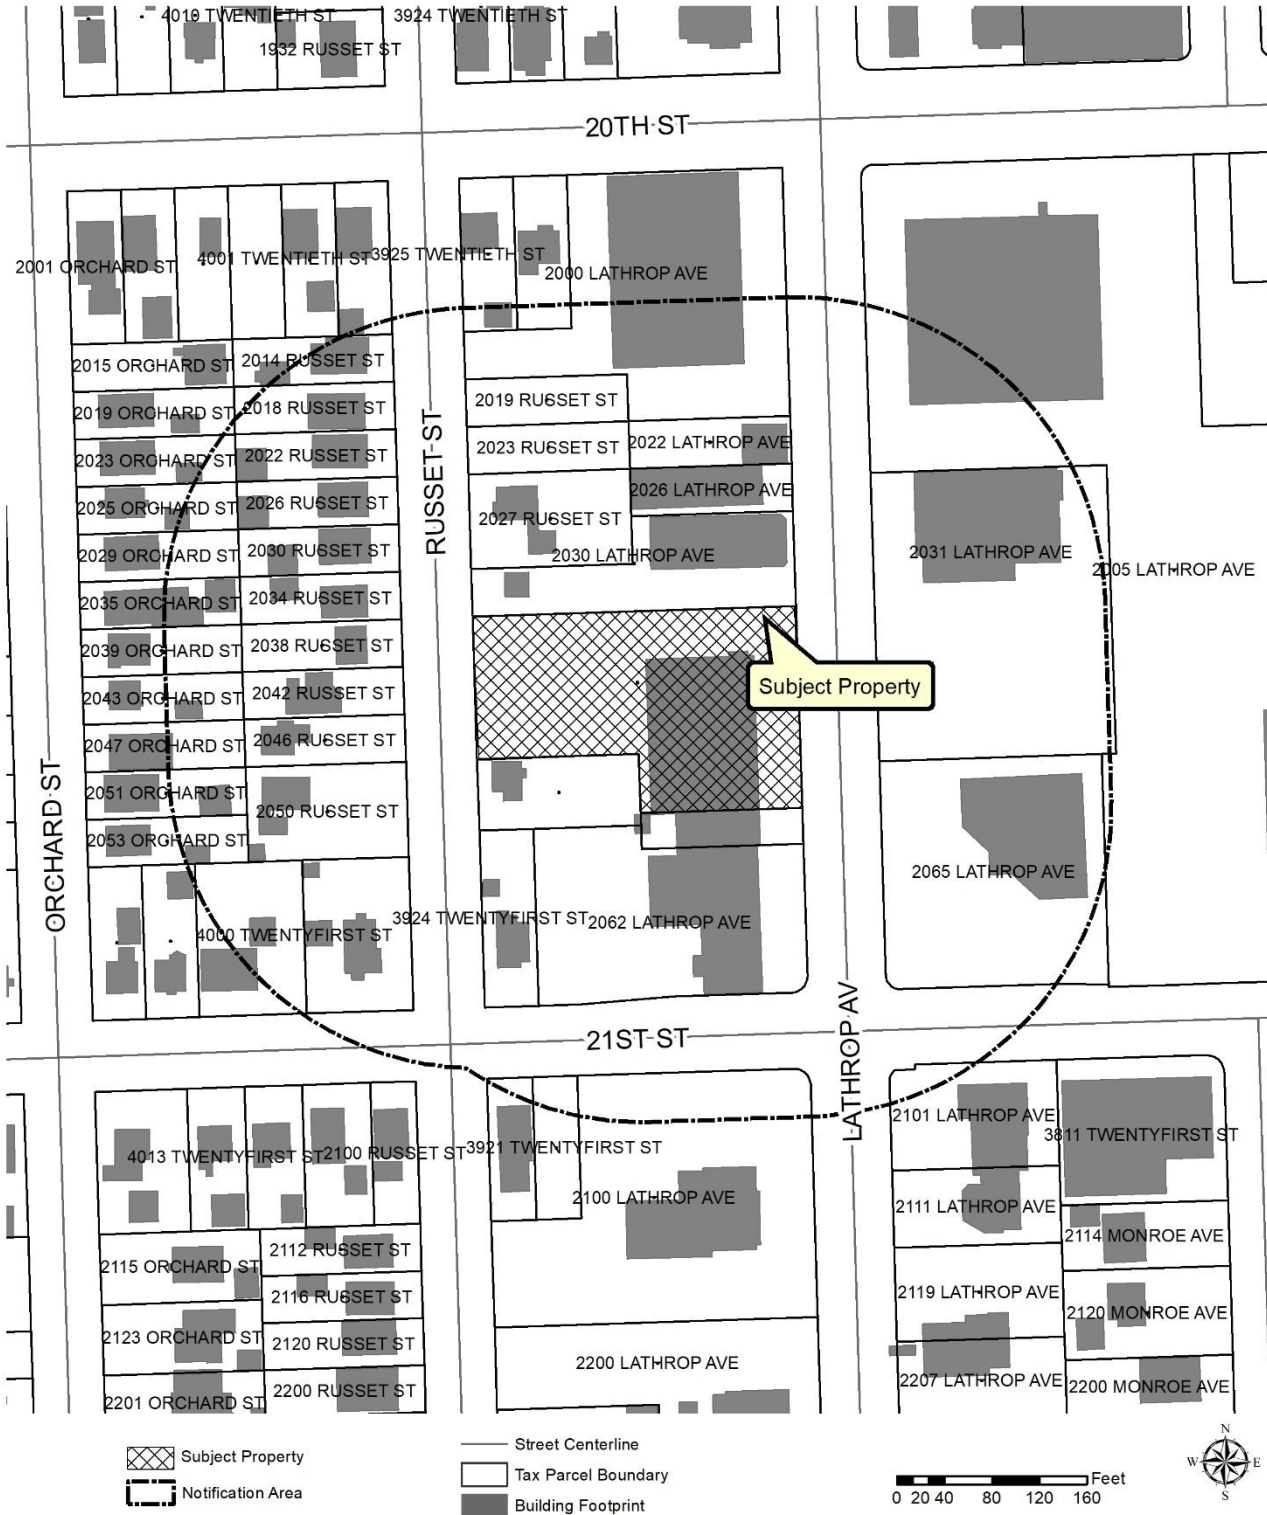 4010 TWENTIETH ST
3924 TWENTIETH ST
1932 RUSSET ST
20TH ST
2001 ORCHARD ST
4001 TWENTIETH ST
3925 TWENTIETH ST
2000 LATHROP AVE
2015 ORCHARD ST
2014 RUSSET ST
2019 ORCHARD ST
2018 RUSSET ST
2019 RUSSET ST
2023 ORCHARD ST
2022 RUSSET ST
2023 RUSSET ST
2022 LATHROP AVE
RUSSET ST
2025 ORCHARD ST
2026 RUSSET ST
2027 RUSSET ST
2026 LATHROP AVE
2029 ORCHARD ST
2030 RUSSET ST
2030 LATHROP AVE
2031 LATHROP AVE
2005 LATHROP AVE
2035 ORCHARD ST
2034 RUSSET ST
2039 ORCHARD ST
2038 RUSSET ST
2043 ORCHARD ST
2042 RUSSET ST
Subject Property
2047 ORCHARD ST
2046 RUSSET ST
2051 ORCHARD ST
2050 RUSSET ST
2053 ORCHARD ST
ORCHARD ST
2065 LATHROP AVE
4000 TWENTYFIRST ST
3924 TWENTYFIRST ST
2062 LATHROP AVE
21ST ST
LATHROP AV
2101 LATHROP AVE
4013 TWENTYFIRST ST
2100 RUSSET ST
3921 TWENTYFIRST ST
3811 TWENTYFIRST ST
2100 LATHROP AVE
2111 LATHROP AVE
2114 MONROE AVE
2115 ORCHARD ST
2112 RUSSET ST
2116 RUSSET ST
2119 LATHROP AVE
2120 MONROE AVE
2123 ORCHARD ST
2120 RUSSET ST
2200 LATHROP AVE
2201 ORCHARD ST
2200 RUSSET ST
2207 LATHROP AVE
2200 MONROE AVE
Subject Property
Notification Area
Street Centerline
Tax Parcel Boundary
Building Footprint
Feet
0 20 40 80 120 160
N
W E
S